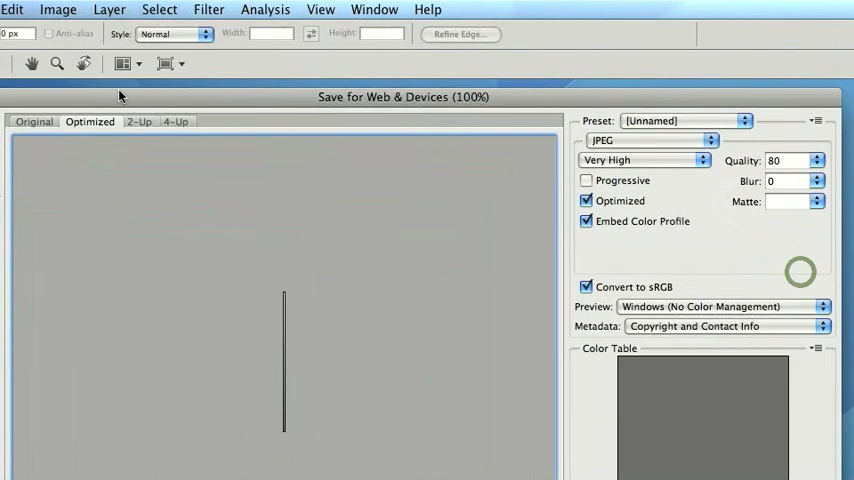 Edit Image Layer Select Filter Analysis View Window Help
0 px Anti-alias Style: Normal Width: Height: Refine Edge...
Save for Web & Devices (100%)
Original Optimized 2-Up 4-Up
Preset: [Unnamed]
JPEG
Very High Quality: 80
Progressive Blur: 0
Optimized Matte:
Embed Color Profile
Convert to sRGB
Preview: Windows (No Color Management)
Metadata: Copyright and Contact Info
Color Table